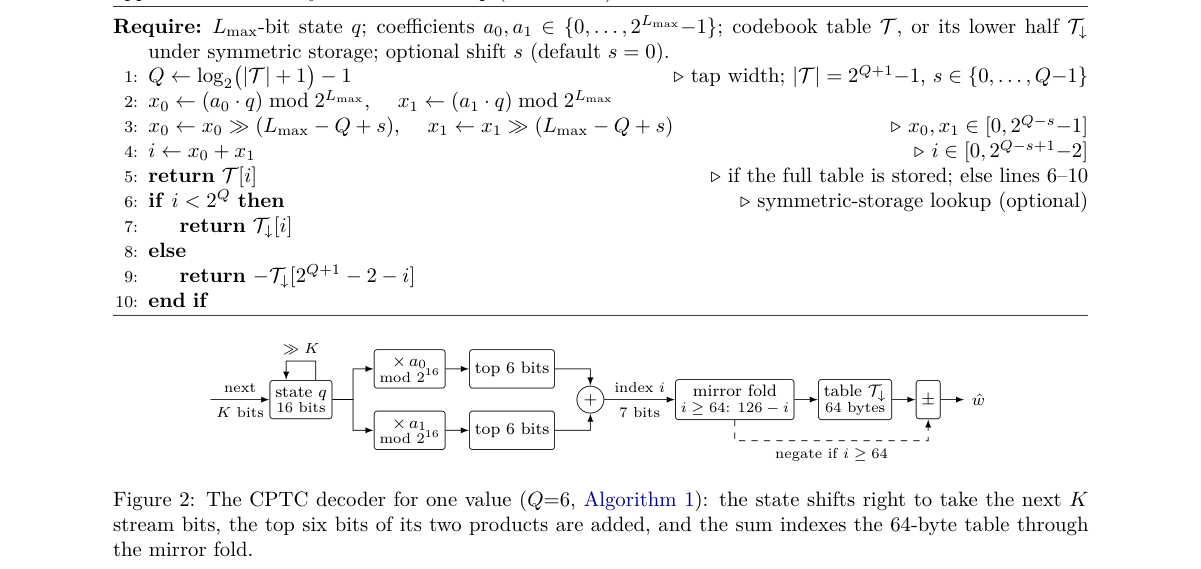 Require: Lmax-bit state q; coefficients a0, a1 ∈ {0, . . . , 2^Lmax−1}; codebook table 𝒯, or its lower half 𝒯↓
under symmetric storage; optional shift s (default s = 0).
1: Q ← log2(|𝒯| + 1) − 1 ▷ tap width; |𝒯| = 2^{Q+1}−1, s ∈ {0, . . . , Q−1}
2: x0 ← (a0 · q) mod 2^Lmax, x1 ← (a1 · q) mod 2^Lmax
3: x0 ← x0 ≫ (Lmax − Q + s), x1 ← x1 ≫ (Lmax − Q + s) ▷ x0, x1 ∈ [0, 2^{Q−s}−1]
4: i ← x0 + x1 ▷ i ∈ [0, 2^{Q−s+1}−2]
5: return 𝒯[i] ▷ if the full table is stored; else lines 6–10
6: if i < 2^Q then ▷ symmetric-storage lookup (optional)
7: return 𝒯↓[i]
8: else
9: return −𝒯↓[2^{Q+1} − 2 − i]
10: end if
≫ K
next
K bits
state q
16 bits
× a0
mod 2^16
top 6 bits
× a1
mod 2^16
top 6 bits
+
index i
7 bits
mirror fold
i ≥ 64: 126 − i
table 𝒯↓
64 bytes
±
ŵ
negate if i ≥ 64
Figure 2: The CPTC decoder for one value (Q=6, Algorithm 1): the state shifts right to take the next K
stream bits, the top six bits of its two products are added, and the sum indexes the 64-byte table through
the mirror fold.